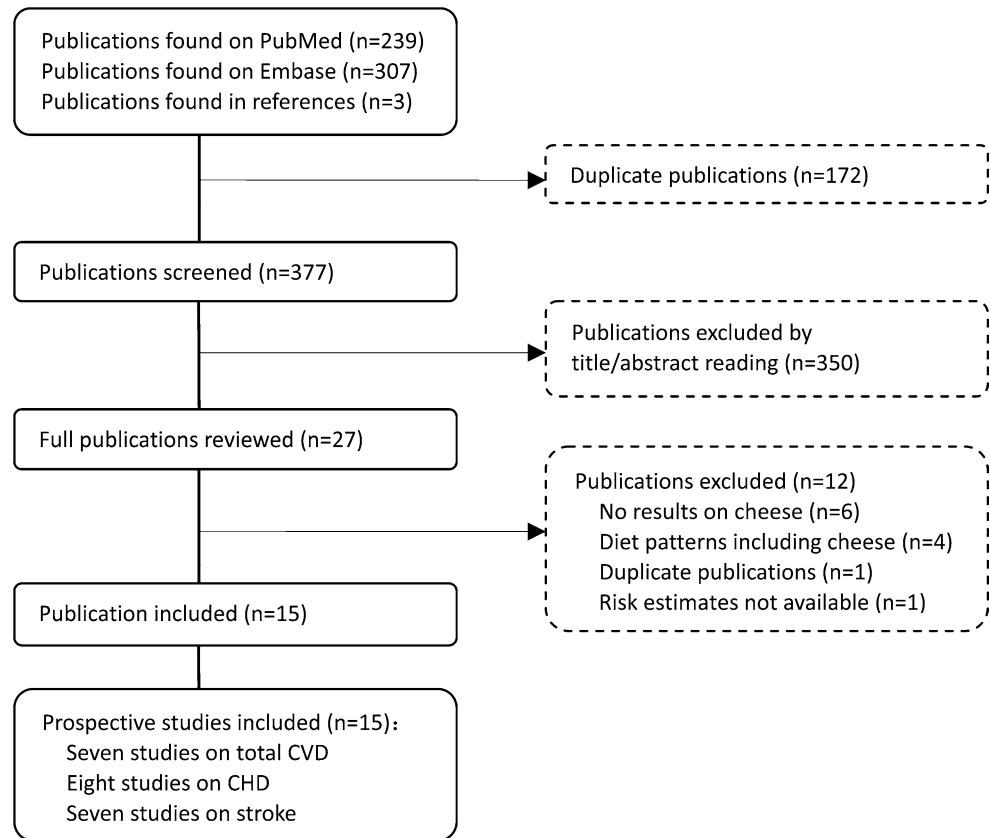 Publications found on PubMed (n=239)
Publications found on Embase (n=307)
Publications found in references (n=3)
Duplicate publications (n=172)
Publications screened (n=377)
Publications excluded by
title/abstract reading (n=350)
Full publications reviewed (n=27)
Publications excluded (n=12)
No results on cheese (n=6)
Diet patterns including cheese (n=4)
Duplicate publications (n=1)
Risk estimates not available (n=1)
Publication included (n=15)
Prospective studies included (n=15)：
Seven studies on total CVD
Eight studies on CHD
Seven studies on stroke